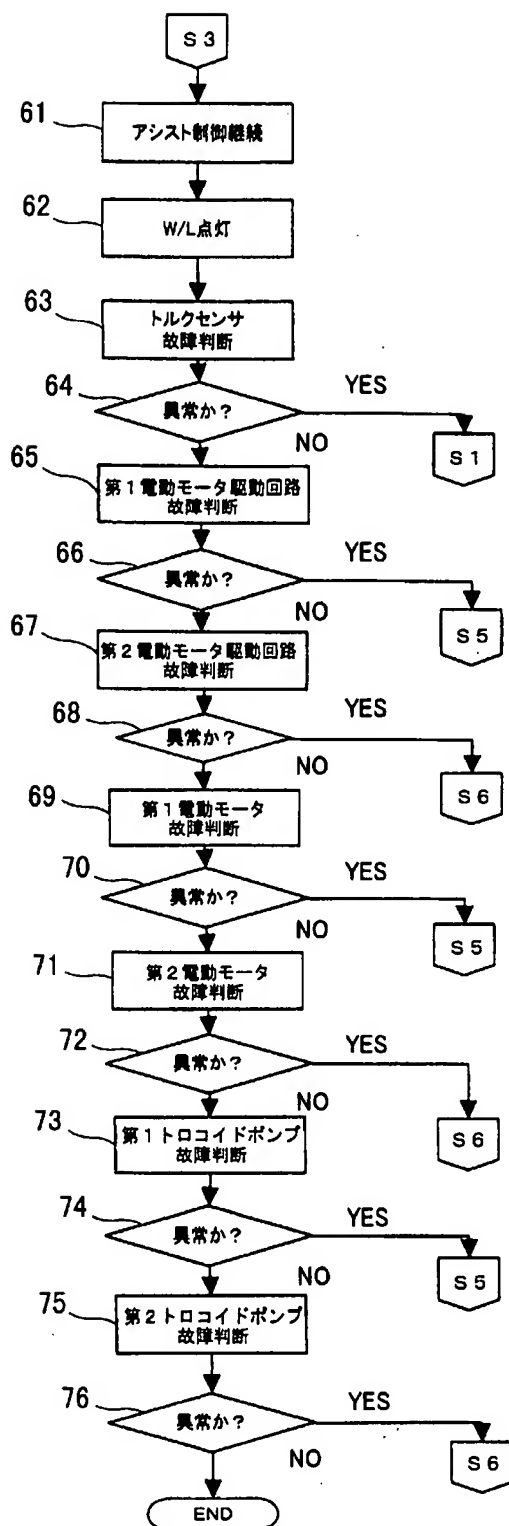 S3
61
アシスト制御継続
62
W/L点灯
63
トルクセンサ
故障判断
64
異常か?
YES
NO
S1
65
第1電動モータ駆動回路
故障判断
66
異常か?
YES
NO
S5
67
第2電動モータ駆動回路
故障判断
68
異常か?
YES
NO
S6
69
第1電動モータ
故障判断
70
異常か?
YES
NO
S5
71
第2電動モータ
故障判断
72
異常か?
YES
NO
S6
73
第1トロコイドポンプ
故障判断
74
異常か?
YES
NO
S5
75
第2トロコイドポンプ
故障判断
76
異常か?
YES
NO
S6
END